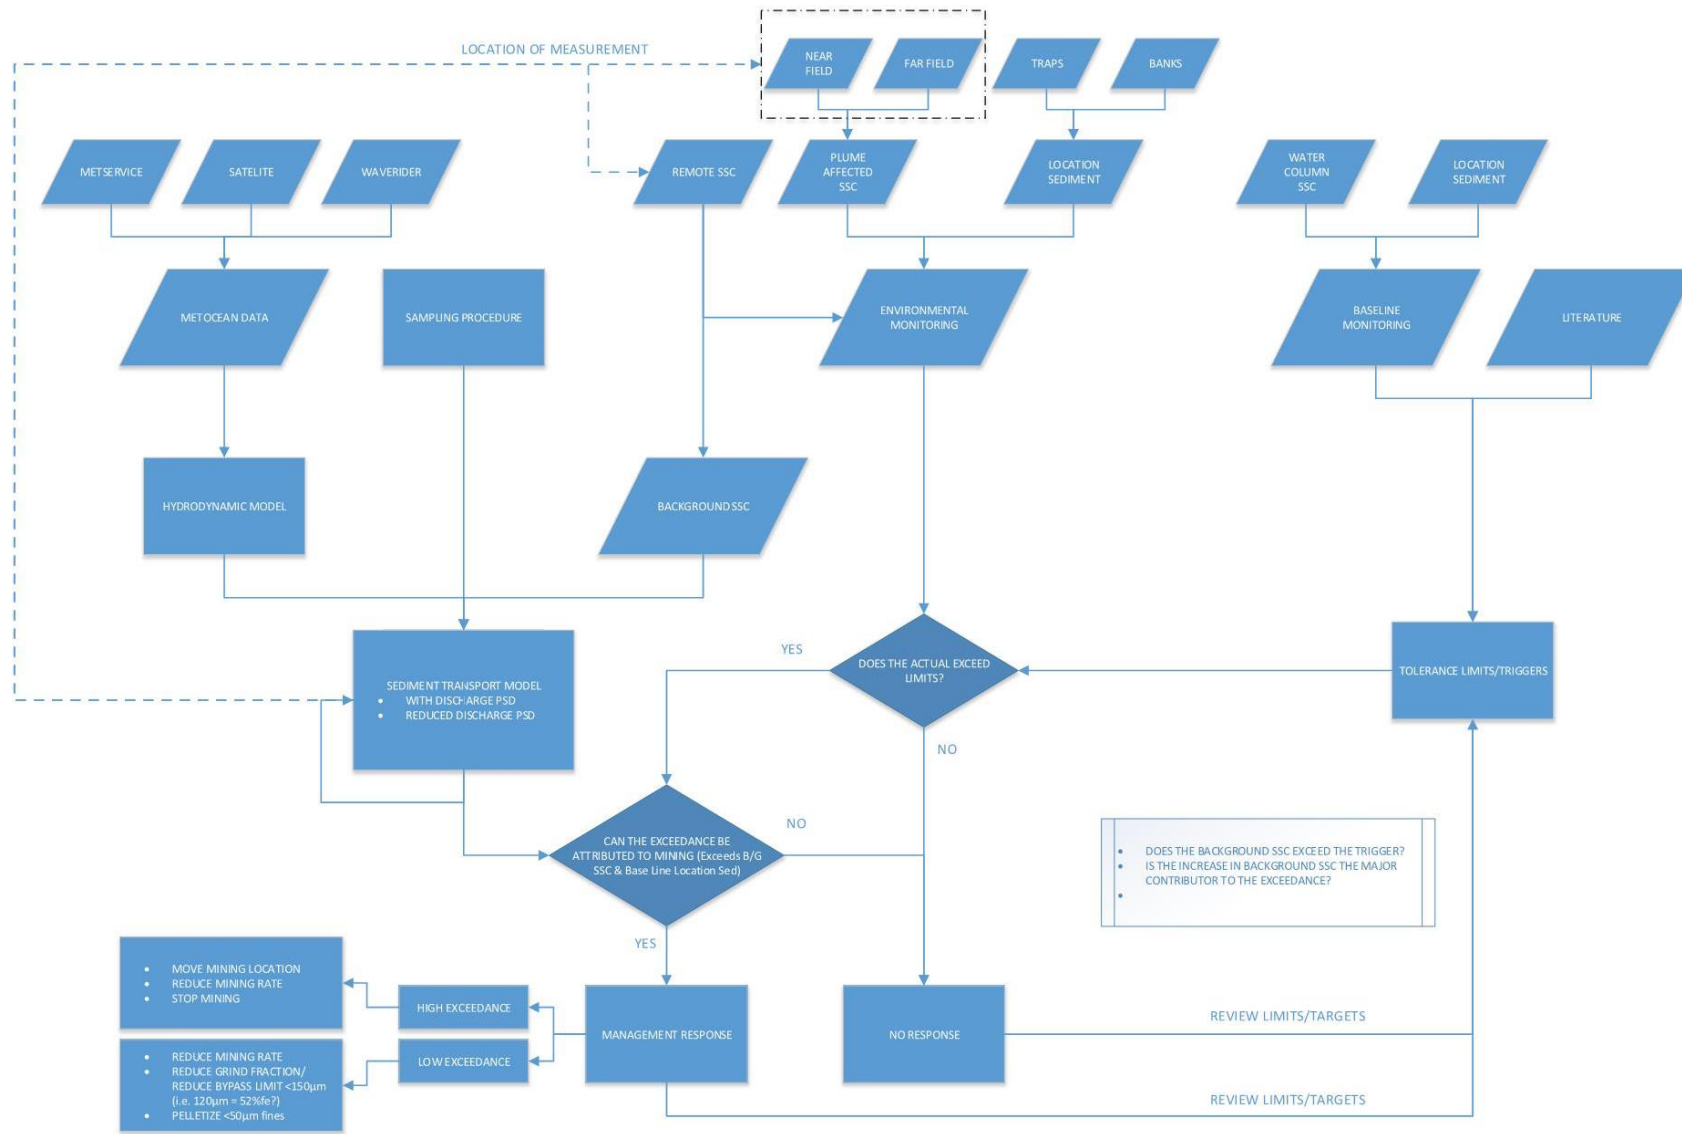 LOCATION OF MEASUREMENT
NEAR
FIELD
FAR FIELD
TRAPS
BANKS
METSERVICE
SATELITE
WAVERIDER
REMOTE SSC
PLUME
AFFECTED
SSC
LOCATION
SEDIMENT
WATER
COLUMN
SSC
LOCATION
SEDIMENT
METOCEAN DATA
SAMPLING PROCEDURE
ENVIRONMENTAL
MONITORING
BASELINE
MONITORING
LITERATURE
HYDRODYNAMIC MODEL
BACKGROUND SSC
YES
DOES THE ACTUAL EXCEED
LIMITS?
TOLERANCE LIMITS/TRIGGERS
SEDIMENT TRANSPORT MODEL
• WITH DISCHARGE PSD
• REDUCED DISCHARGE PSD
NO
CAN THE EXCEEDANCE BE
ATTRIBUTED TO MINING (Exceeds B/G
SSC & Base Line Location Sed)
NO
• DOES THE BACKGROUND SSC EXCEED THE TRIGGER?
• IS THE INCREASE IN BACKGROUND SSC THE MAJOR
CONTRIBUTOR TO THE EXCEEDANCE?
•
YES
• MOVE MINING LOCATION
• REDUCE MINING RATE
• STOP MINING
HIGH EXCEEDANCE
MANAGEMENT RESPONSE
NO RESPONSE
REVIEW LIMITS/TARGETS
LOW EXCEEDANCE
• REDUCE MINING RATE
• REDUCE GRIND FRACTION/
REDUCE BYPASS LIMIT <150µm
(i.e. 120µm = 52%fe?)
• PELLETIZE <50µm fines
REVIEW LIMITS/TARGETS